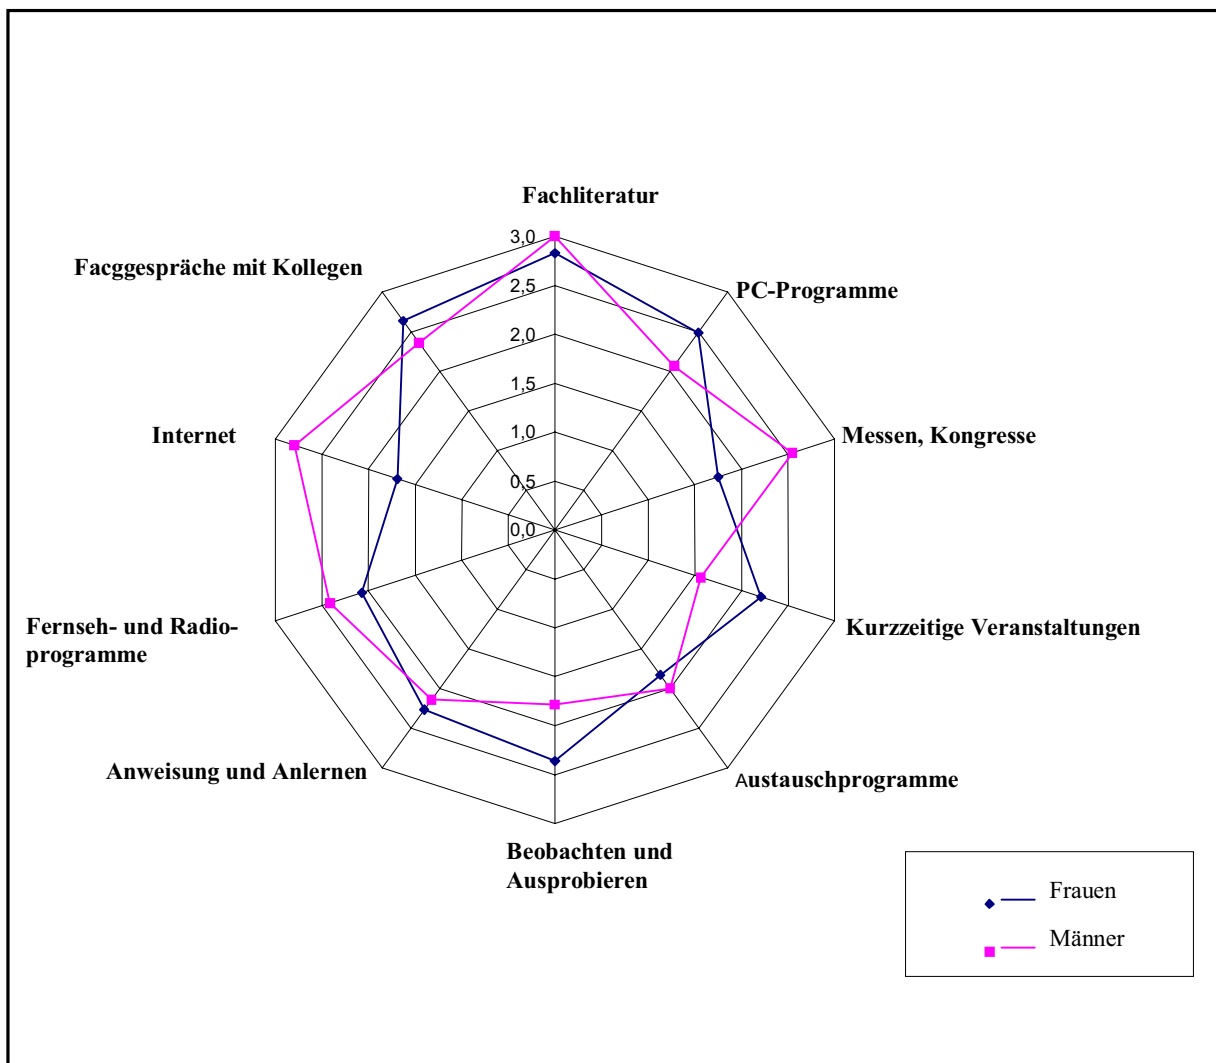 Fachliteratur
3,0
Facggespräche mit Kollegen
PC-Programme
2,5
2,0
1,5
Internet
Messen, Kongresse
1,0
0,5
0,0
Fernseh- und Radio-
programme
Kurzzeitige Veranstaltungen
Anweisung und Anlernen
Austauschprogramme
Beobachten und
Ausprobieren
Frauen
Männer